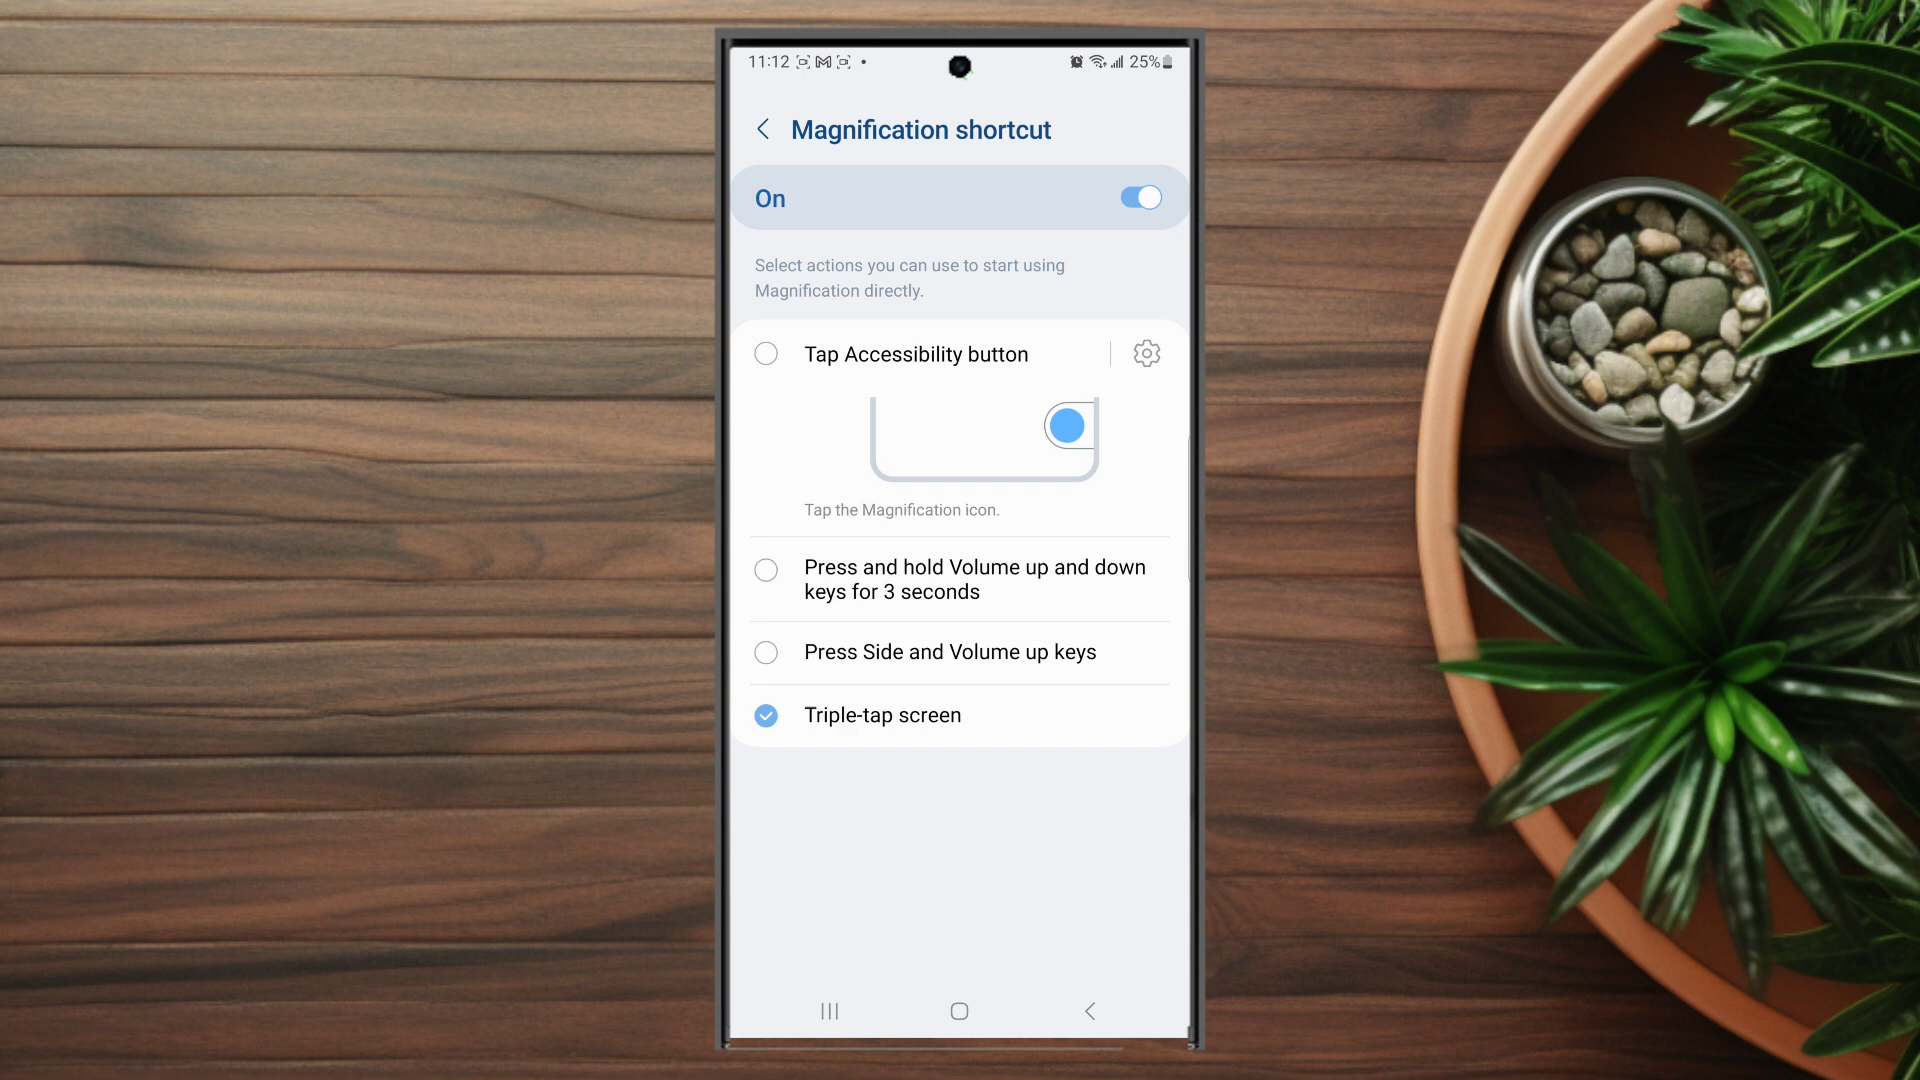 11:12 25%
Magnification shortcut
On
Select actions you can use to start using
Magnification directly.
Tap Accessibility button
Tap the Magnification icon.
Press and hold Volume up and down
keys for 3 seconds
Press Side and Volume up keys
Triple-tap screen